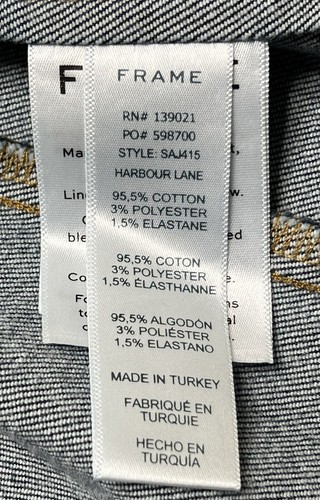 FRAME
RN# 139021
PO# 598700
STYLE: SAJ415
HARBOUR LANE
95,5% COTTON
3% POLYESTER
1,5% ELASTANE
95,5% COTON
3% POLYESTER
1,5% ÉLASTHANNE
95,5% ALGODÓN
3% POLIÉSTER
1,5% ELASTANO
MADE IN TURKEY
FABRIQUÉ EN
TURQUIE
HECHO EN
TURQUÍA